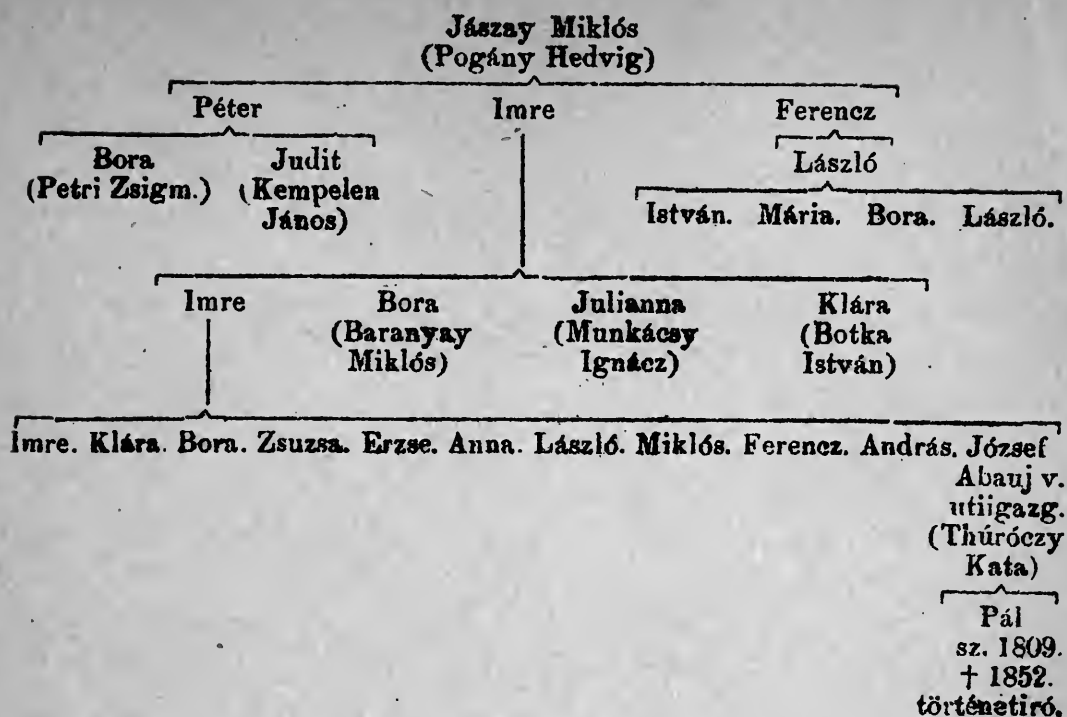 Jászay Miklós
(Pogány Hedvig)
Péter Imre Ferencz
Bora Judit László
(Petri Zsigm.) (Kempelen
János)
István. Mária. Bora. László.
Imre Bora Julianna Klára
(Baranyay (Munkácsy (Botka
Miklós) Ignácz) István)
Imre. Klára. Bora. Zsuzsa. Erzse. Anna. László. Miklós. Ferencz. András. József
Abauj v.
utiigazg.
(Thúróczy
Kata)
Pál
sz. 1809.
† 1852.
történetiró.